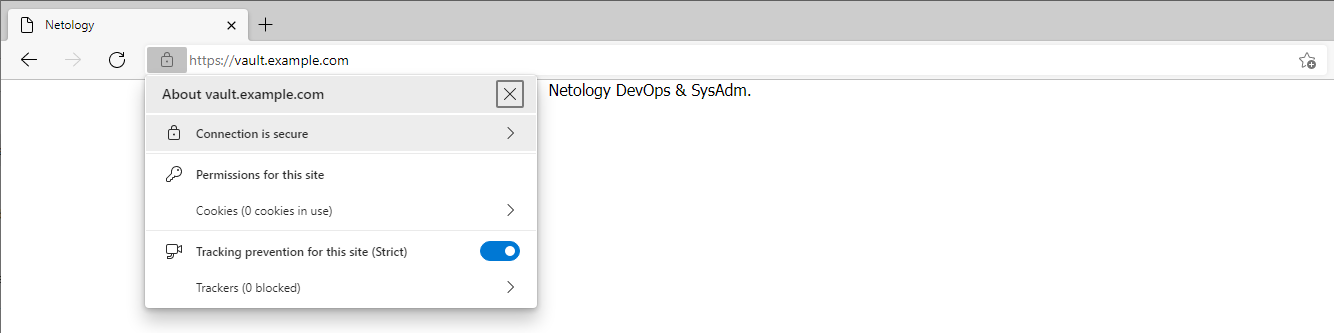 Netology
https://vault.example.com
Netology DevOps & SysAdm.
About vault.example.com
Connection is secure
Permissions for this site
Cookies (0 cookies in use)
Tracking prevention for this site (Strict)
Trackers (0 blocked)